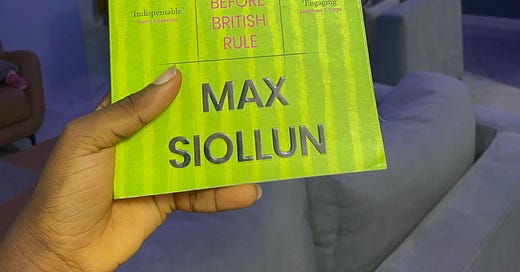 'Indispensable'
BEFORE
BRITISH
RULE
'Engaging'
MAX
SIOLLUN